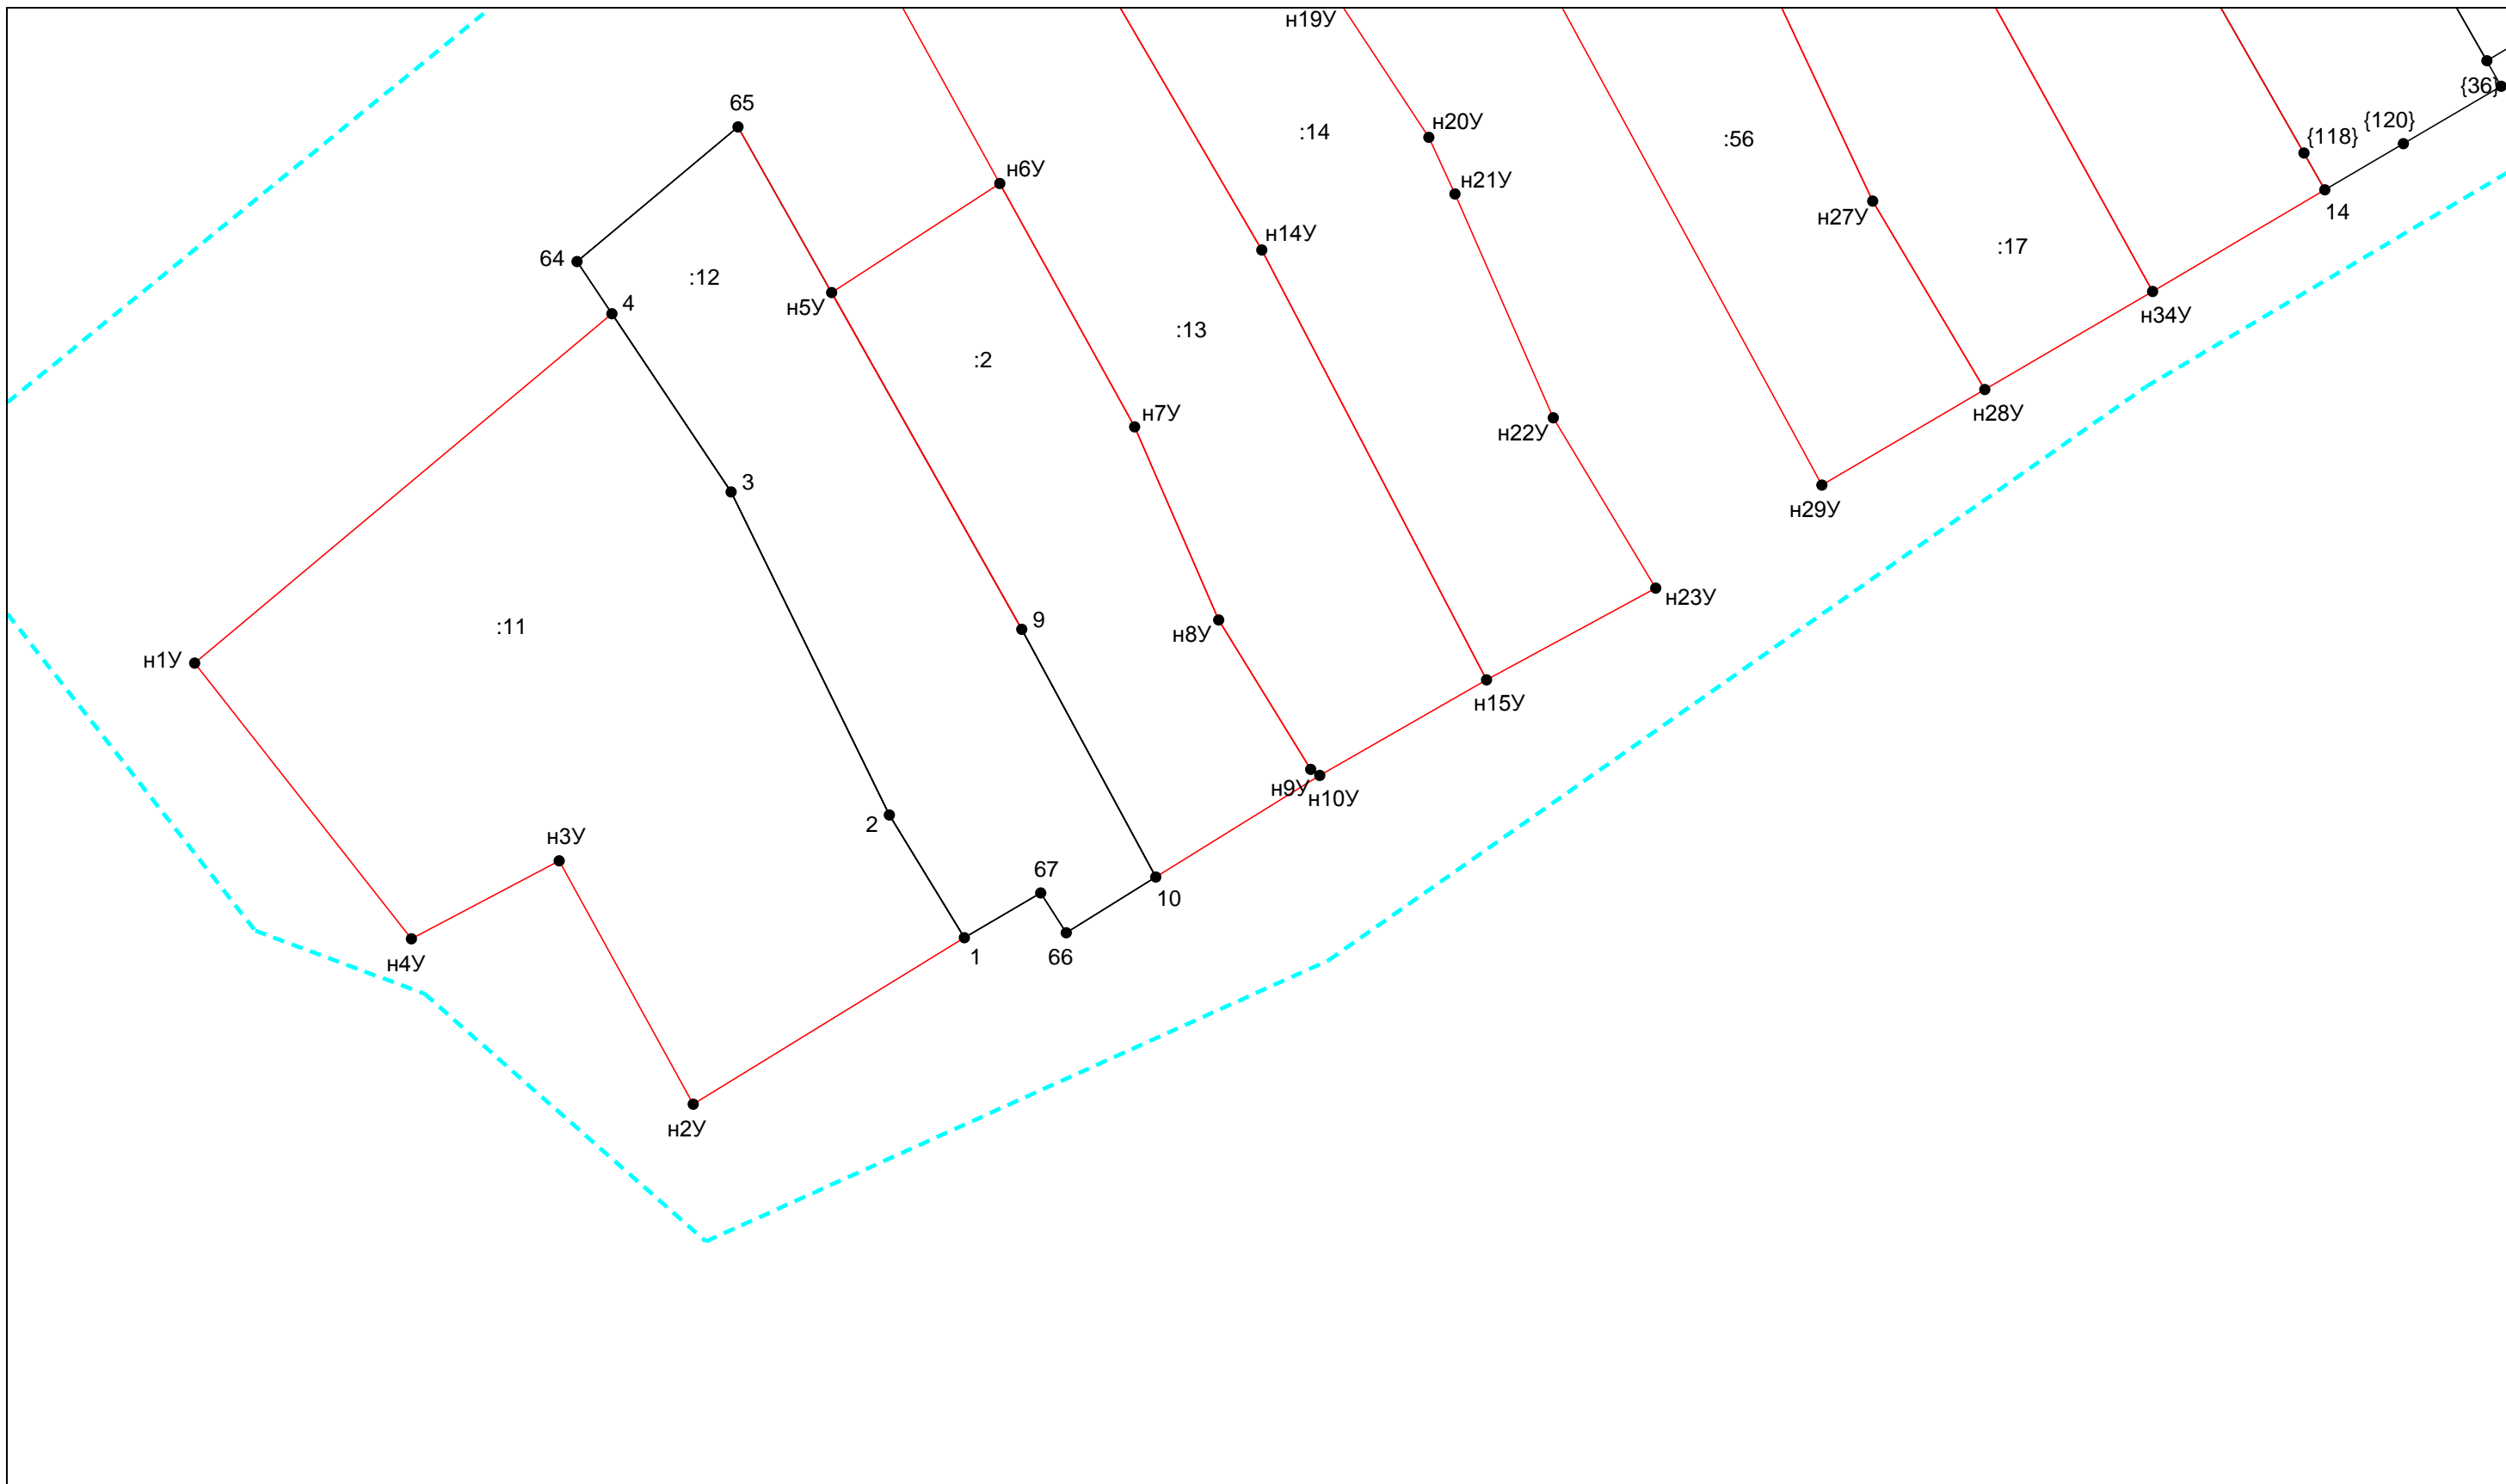 н19У
{36}
65
н20У
:14
{120}
{118}
:56
н6У
н21У
14
н27У
н14У
:17
64
:12
4
н5У
н34У
:13
:2
н28У
н7У
н22У
3
н29У
н23У
9
:11
н8У
н1У
н15У
н9У
н10У
2
н3У
67
10
1
66
н4У
н2У